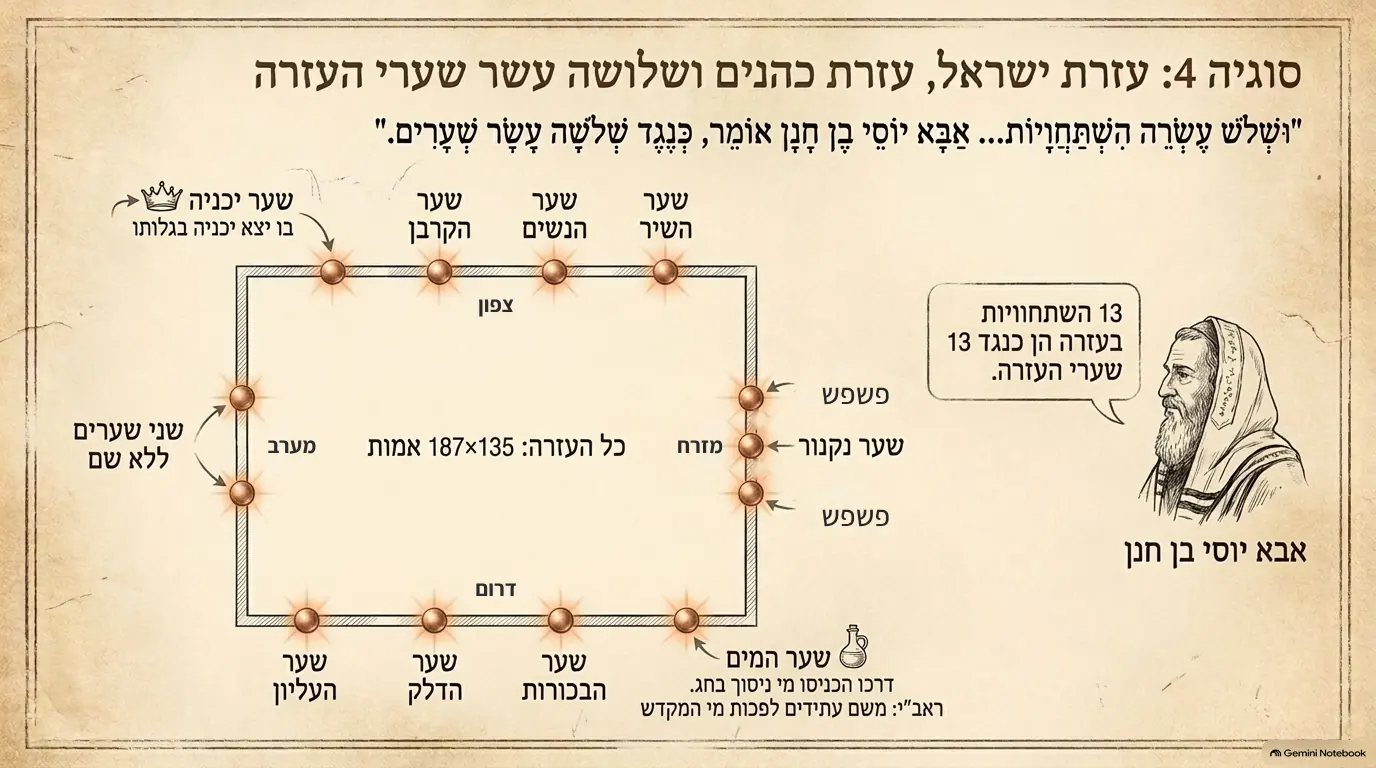 סוגיה 4: עזרת ישראל, עזרת כהנים ושלושה עשר שערי העזרה
"וּשְׁלֹשׁ עֶשְׂרֵה הִשְׁתַּחֲוָיוֹת... אַבָּא יוֹסֵי בֶן חָנָן אוֹמֵר, כְּנֶגֶד שְׁלֹשָׁה עָשָׂר שְׁעָרִים."
שער
השיר
שער
הנשים
שער
הקרבן
שער יכניה
בו יצא יכניה בגלותו
צפון
13 השתחוויות
בעזרה הן כנגד 13
שערי העזרה.
אבא יוסי בן חנן
פשפש
שער נקנור
פשפש
מזרח
כל העזרה: 135×187 אמות
מערב
שני שערים
ללא שם
דרום
שער המים
דרכו הכניסו מי ניסוך בחג.
ראב"י: משם עתידים לפכות מי המקדש
שער
הבכורות
שער
הדלק
שער
העליון
Gemini Notebook